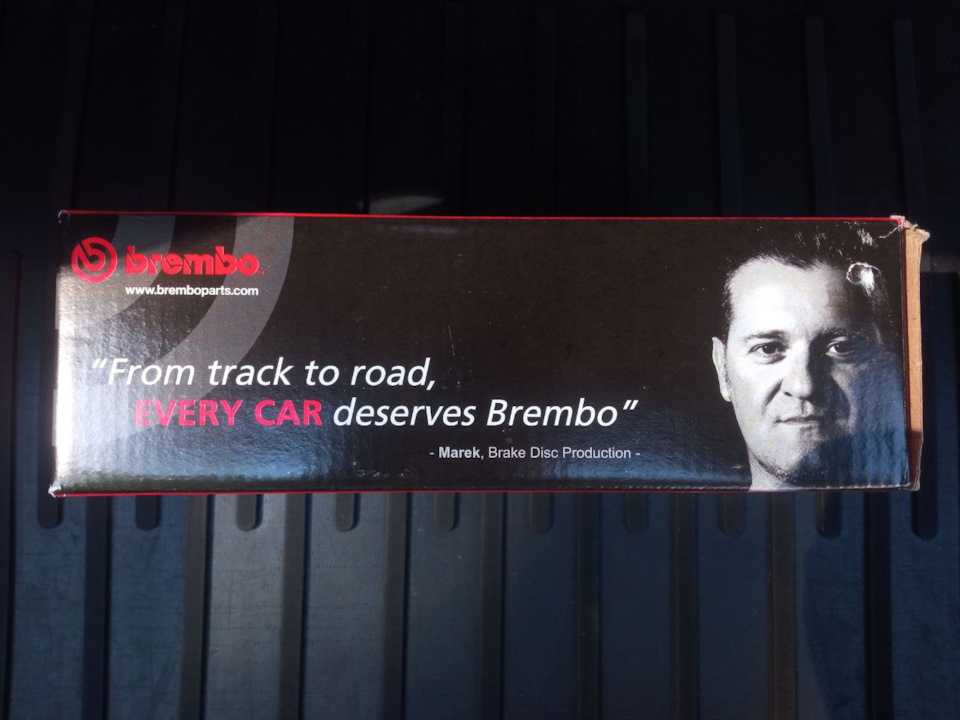 brembo
www.bremboparts.com
“From track to road,
EVERY CAR deserves Brembo”
- Marek, Brake Disc Production -